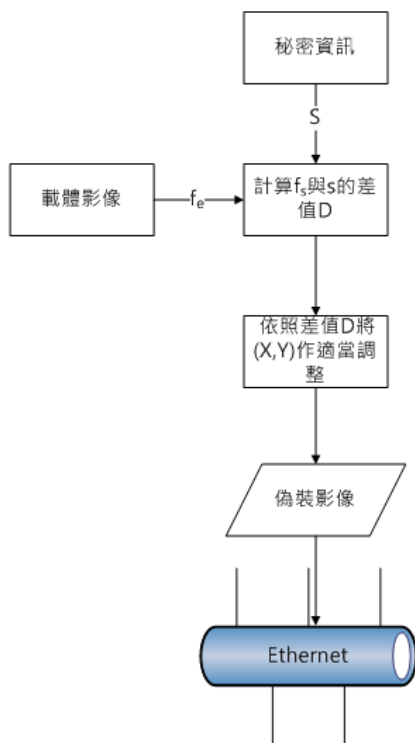 秘密資訊
S
載體影像
fₑ
計算fₛ與s的差
值D
依照差值D將
(X,Y)作適當調
整
偽裝影像
Ethernet